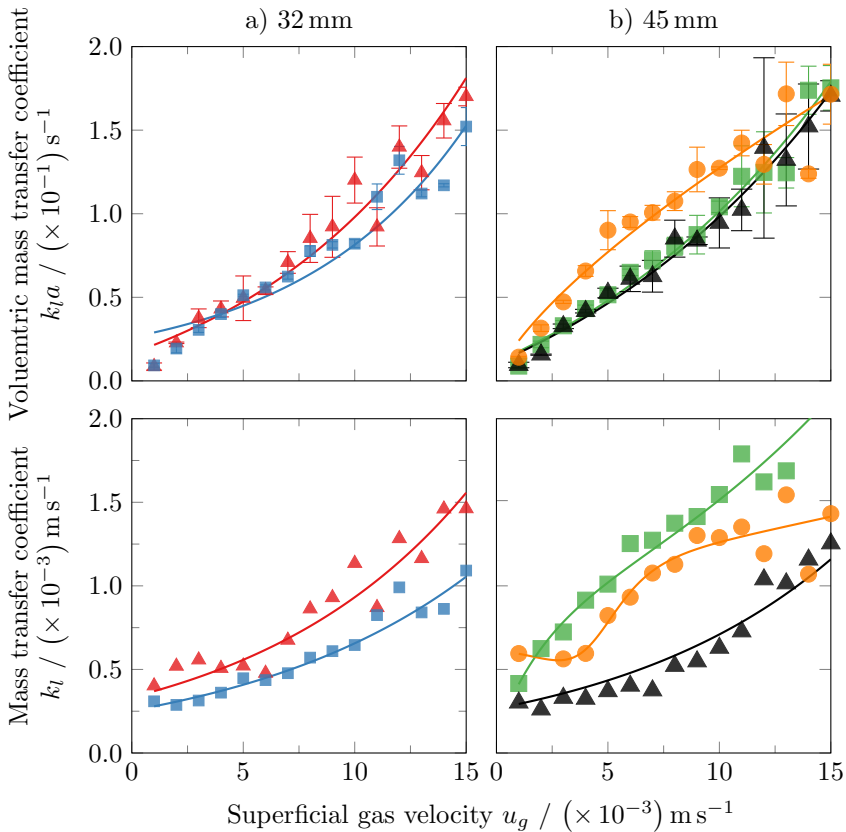 a) 32 mm
b) 45 mm
Voluemtric mass transfer coefficient
k_l a / (× 10⁻¹) s⁻¹
2.0
1.5
1.0
0.5
0.0
Mass transfer coefficient
k_l / (× 10⁻³) m s⁻¹
2.0
1.5
1.0
0.5
0.0
0 5 10 15
0 5 10 15
Superficial gas velocity u_g / (× 10⁻³) m s⁻¹